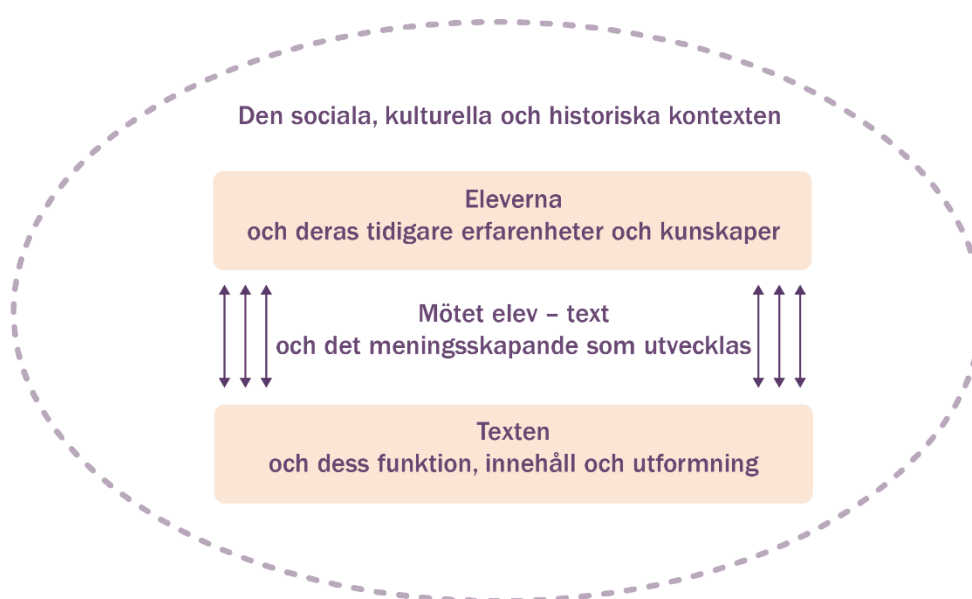 Den sociala, kulturella och historiska kontexten
Eleverna
och deras tidigare erfarenheter och kunskaper
Mötet elev – text
och det meningsskapande som utvecklas
Texten
och dess funktion, innehåll och utformning